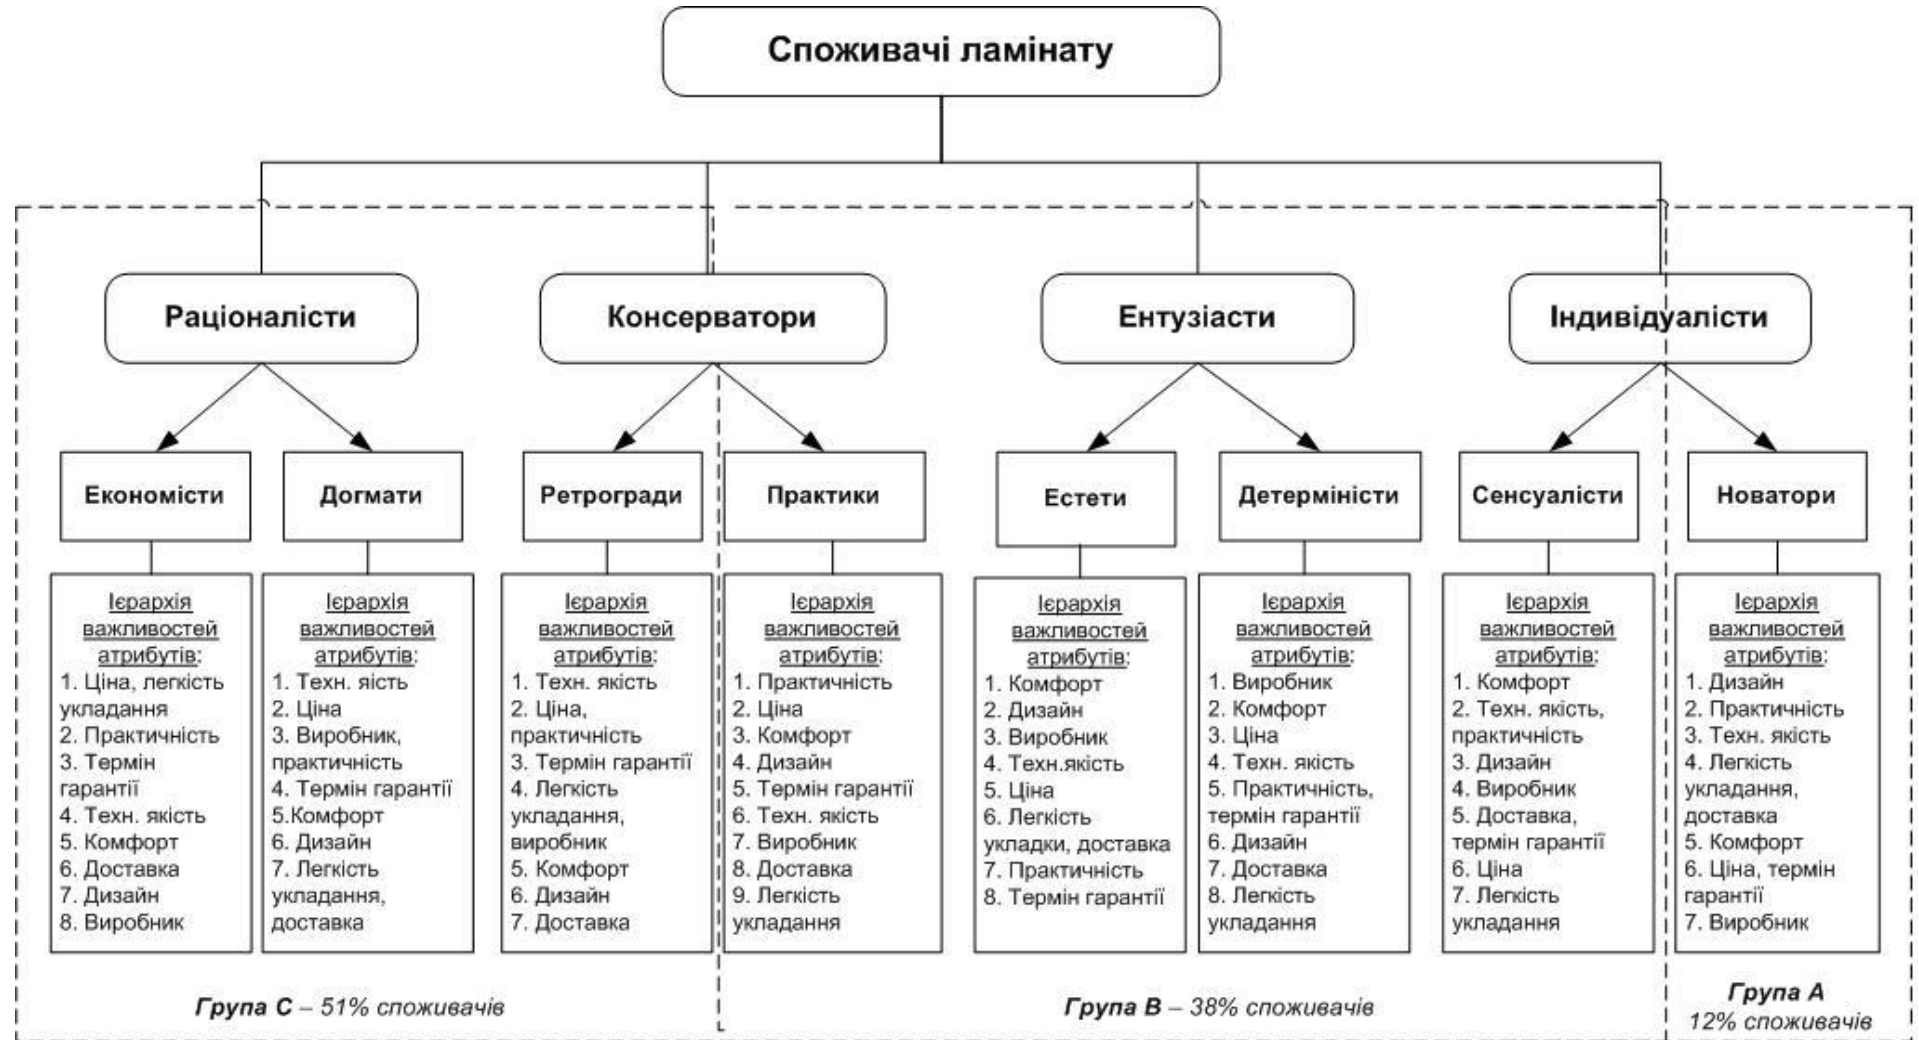 Споживачі ламінату
Раціоналісти
Консерватори
Ентузіасти
Індивідуалісти
Економісти
Догмати
Ретрогради
Практики
Естети
Детерміністи
Сенсуалісти
Новатори
Ієрархія
важливостей
атрибутів:
1. Ціна, легкість
укладання
2. Практичність
3. Термін
гарантії
4. Техн. якість
5. Комфорт
6. Доставка
7. Дизайн
8. Виробник
Ієрархія
важливостей
атрибутів:
1. Техн. яість
2. Ціна
3. Виробник,
практичність
4. Термін гарантії
5.Комфорт
6. Дизайн
7. Легкість
укладання,
доставка
Ієрархія
важливостей
атрибутів:
1. Техн. якість
2. Ціна,
практичність
3. Термін гарантії
4. Легкість
укладання,
виробник
5. Комфорт
6. Дизайн
7. Доставка
Ієрархія
важливостей
атрибутів:
1. Практичність
2. Ціна
3. Комфорт
4. Дизайн
5. Термін гарантії
6. Техн. якість
7. Виробник
8. Доставка
9. Легкість
укладання
Ієрархія
важливостей
атрибутів:
1. Комфорт
2. Дизайн
3. Виробник
4. Техн.якість
5. Ціна
6. Легкість
укладки, доставка
7. Практичність
8. Термін гарантії
Ієрархія
важливостей
атрибутів:
1. Виробник
2. Комфорт
3. Ціна
4. Техн. якість
5. Практичність,
термін гарантії
6. Дизайн
7. Доставка
8. Легкість
укладання
Ієрархія
важливостей
атрибутів:
1. Комфорт
2. Техн. якість,
практичність
3. Дизайн
4. Виробник
5. Доставка,
термін гарантії
6. Ціна
7. Легкість
укладання
Ієрархія
важливостей
атрибутів:
1. Дизайн
2. Практичність
3. Техн. якість
4. Легкість
укладання,
доставка
5. Комфорт
6. Ціна, термін
гарантії
7. Виробник
Група С – 51% споживачів
Група В – 38% споживачів
Група А
12% споживачів